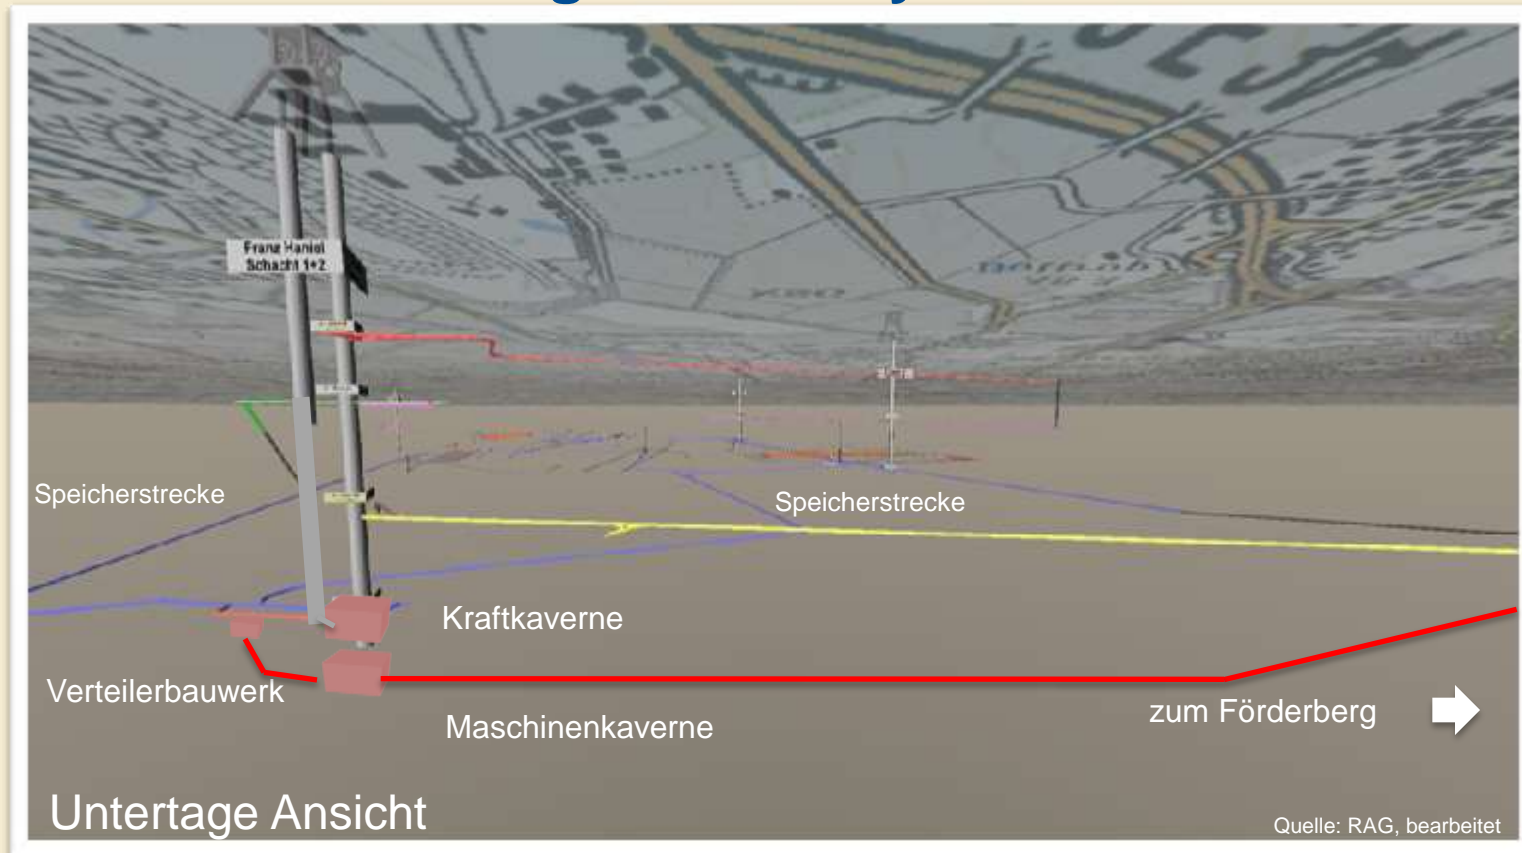 Franz Haniel
Schacht 1+2
Speicherstrecke
Speicherstrecke
Kraftkaverne
Verteilerbauwerk
zum Förderberg
Maschinenkaverne
Untertage Ansicht
Quelle: RAG, bearbeitet